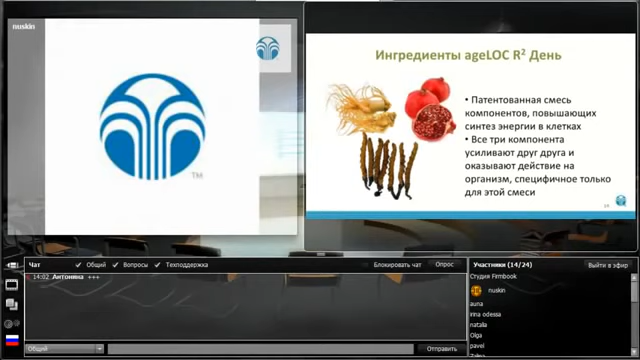 nuskin
TM
Ингредиенты ageLOC R² День
• Патентованная смесь
компонентов, повышающих
синтез энергии в клетках
• Все три компонента
усиливают друг друга и
оказывают действие на
организм, специфичное только
для этой смеси
Чат
Общий
Вопросы
Техподдержка
Блокировать чат
Опрос
Участники (14/24)
Выйти в эфир
14:02 Антонина +++
Студия Firmbook
nuskin
auna
irina odessa
natalia
Olga
pavel
Общий
Отправить